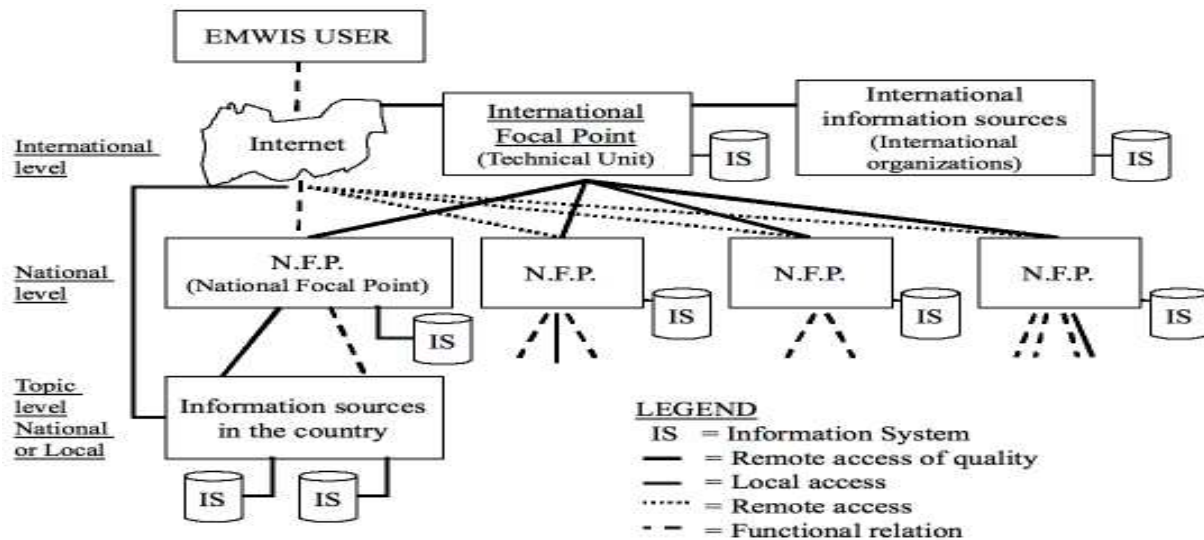 EMWIS USER
International
level
Internet
International
Focal Point
(Technical Unit)
IS
International
information sources
(International
organizations)
IS
National
level
N.F.P.
(National Focal Point)
IS
N.F.P.
IS
N.F.P.
IS
N.F.P.
IS
Topic
level
National
or Local
Information sources
in the country
IS
IS
LEGEND
IS = Information System
= Remote access of quality
= Local access
= Remote access
= Functional relation